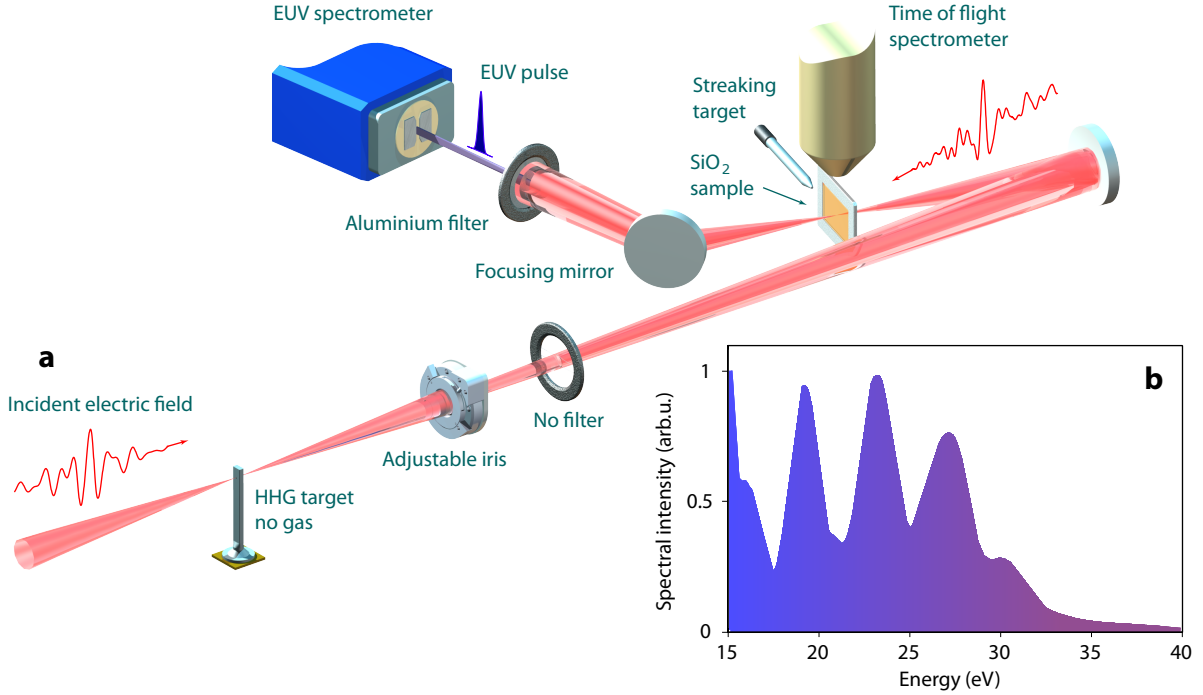 EUV spectrometer
EUV pulse
Aluminium filter
Focusing mirror
Time of flight
spectrometer
Streaking
target
SiO2
sample
a
Incident electric field
HHG target
no gas
Adjustable iris
No filter
b
Spectral intensity (arb.u.)
1
0.5
0
15
20
25
30
35
40
Energy (eV)